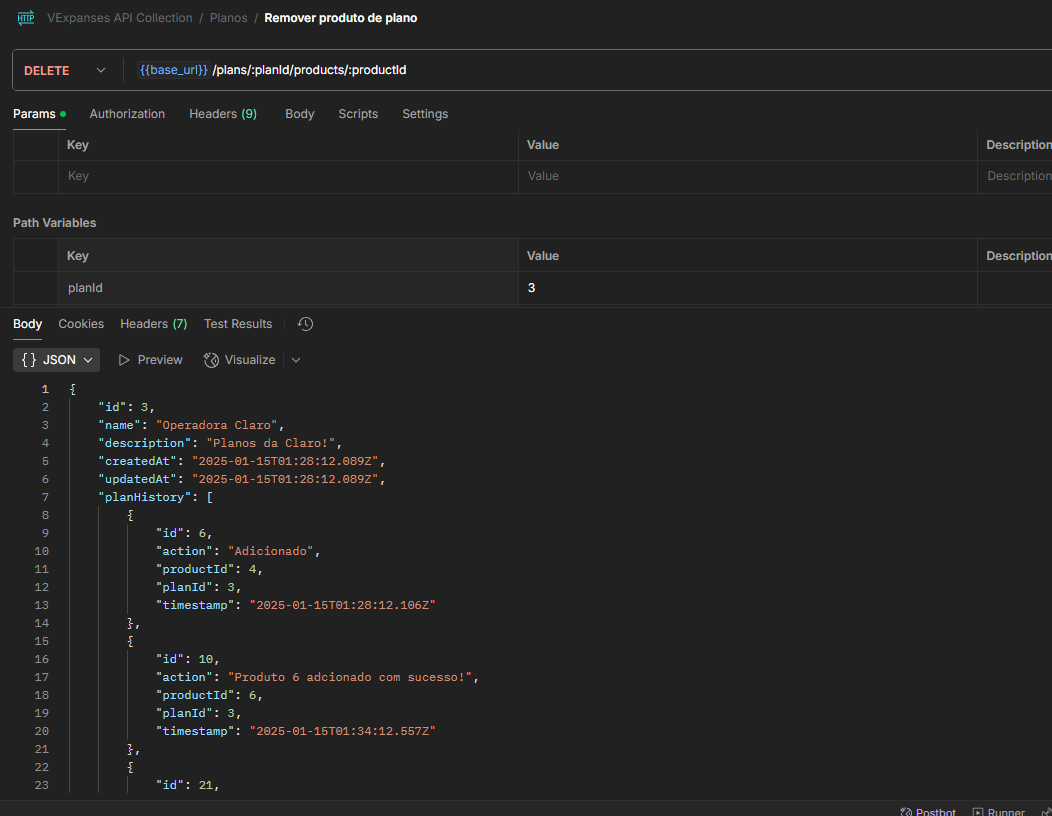 HTTP VExpanses API Collection / Planos / Remover produto de plano
DELETE {{base_url}} /plans/:planId/products/:productId
Params Authorization Headers (9) Body Scripts Settings
Key Value Description
Key Value Description
Path Variables
Key Value Description
planId 3
Body Cookies Headers (7) Test Results
{} JSON Preview Visualize
1 {
2 "id": 3,
3 "name": "Operadora Claro",
4 "description": "Planos da Claro!",
5 "createdAt": "2025-01-15T01:28:12.089Z",
6 "updatedAt": "2025-01-15T01:28:12.089Z",
7 "planHistory": [
8 {
9 "id": 6,
10 "action": "Adicionado",
11 "productId": 4,
12 "planId": 3,
13 "timestamp": "2025-01-15T01:28:12.106Z"
14 },
15 {
16 "id": 10,
17 "action": "Produto 6 adcionado com sucesso!",
18 "productId": 6,
19 "planId": 3,
20 "timestamp": "2025-01-15T01:34:12.557Z"
21 },
22 {
23 "id": 21,
Postbot Runner